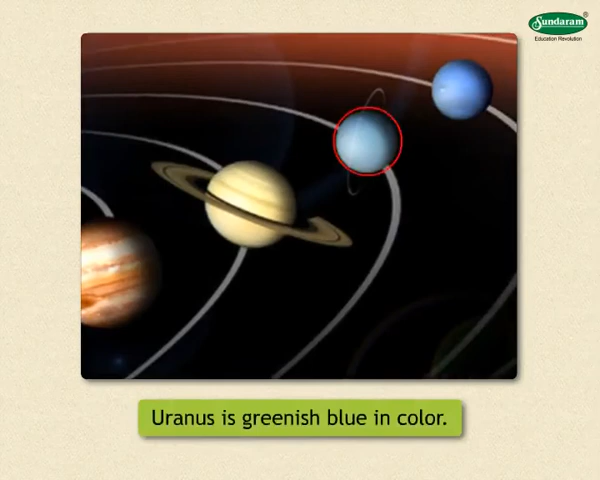 Sundaram®
Education Revolution
Uranus is greenish blue in color.